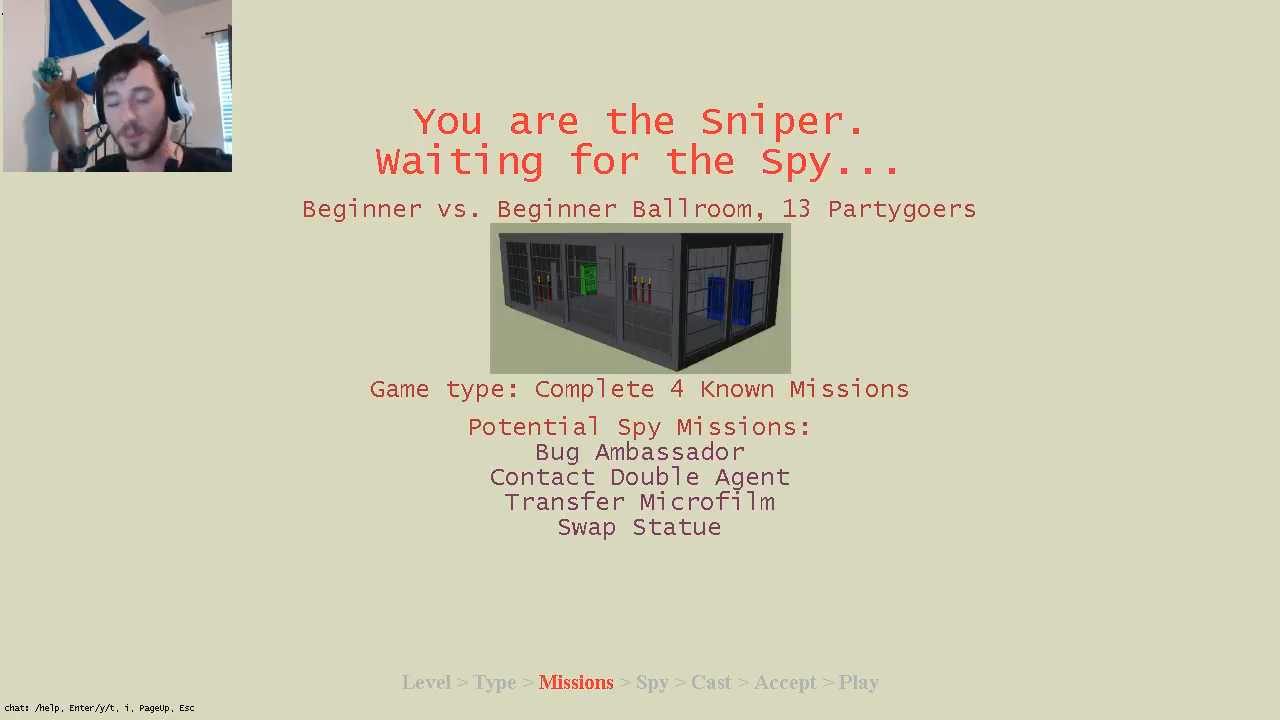 You are the Sniper.
Waiting for the Spy...
Beginner vs. Beginner Ballroom, 13 Partygoers
Game type: Complete 4 Known Missions
Potential Spy Missions:
Bug Ambassador
Contact Double Agent
Transfer Microfilm
Swap Statue
Level > Type > Missions > Spy > Cast > Accept > Play
chat: /help, Enter/y/t, i, PageUp, Esc